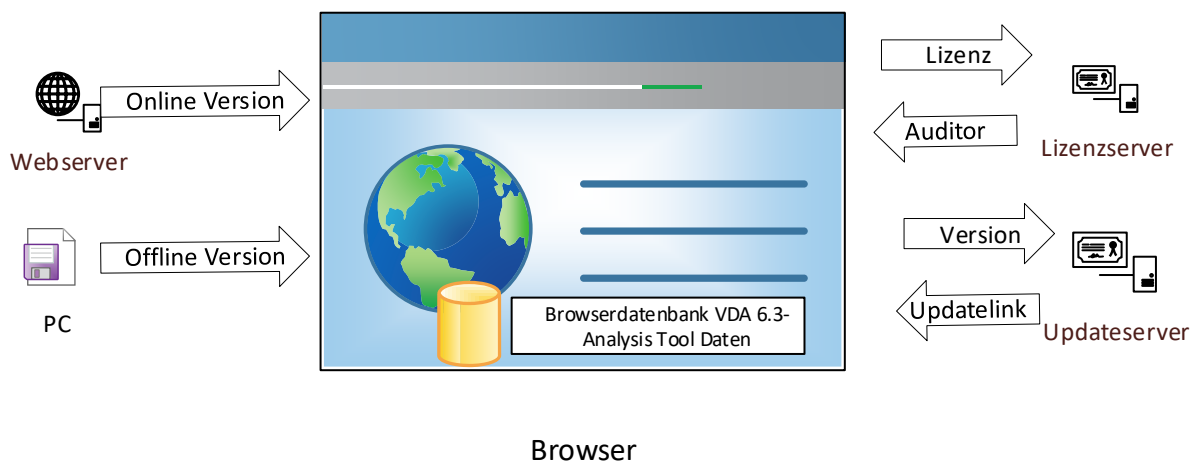 Webserver
Online Version
PC
Offline Version
Browserdatenbank VDA 6.3-
Analysis Tool Daten
Browser
Lizenz
Auditor
Lizenzserver
Version
Updatelink
Updateserver